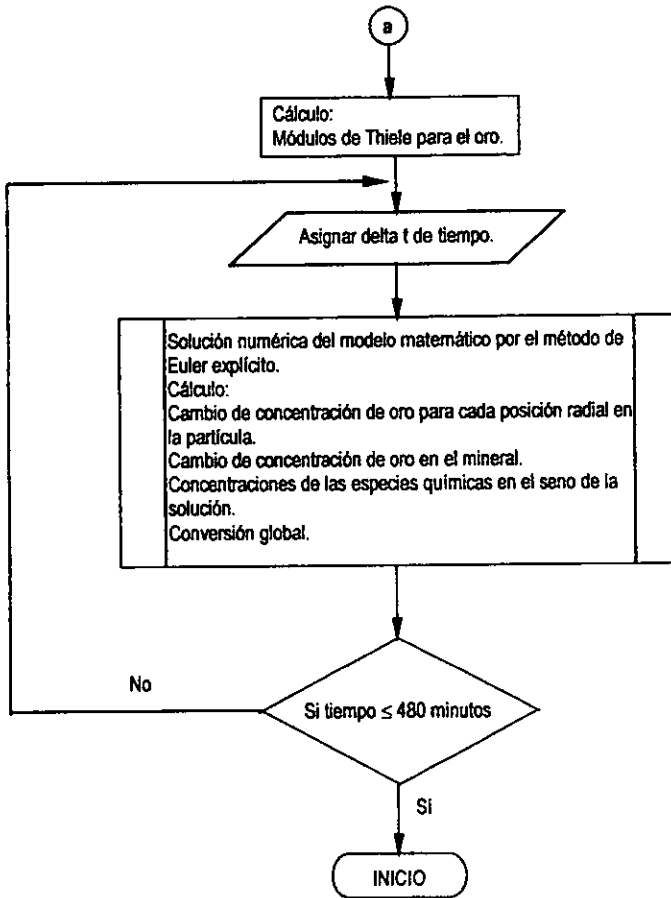 a
Cálculo:
Módulos de Thiele para el oro.
Asignar delta t de tiempo.
Solución numérica del modelo matemático por el método de
Euler explícito.
Cálculo:
Cambio de concentración de oro para cada posición radial en
la partícula.
Cambio de concentración de oro en el mineral.
Concentraciones de las especies químicas en el seno de la
solución.
Conversión global.
No
Si tiempo ≤ 480 minutos
Si
INICIO